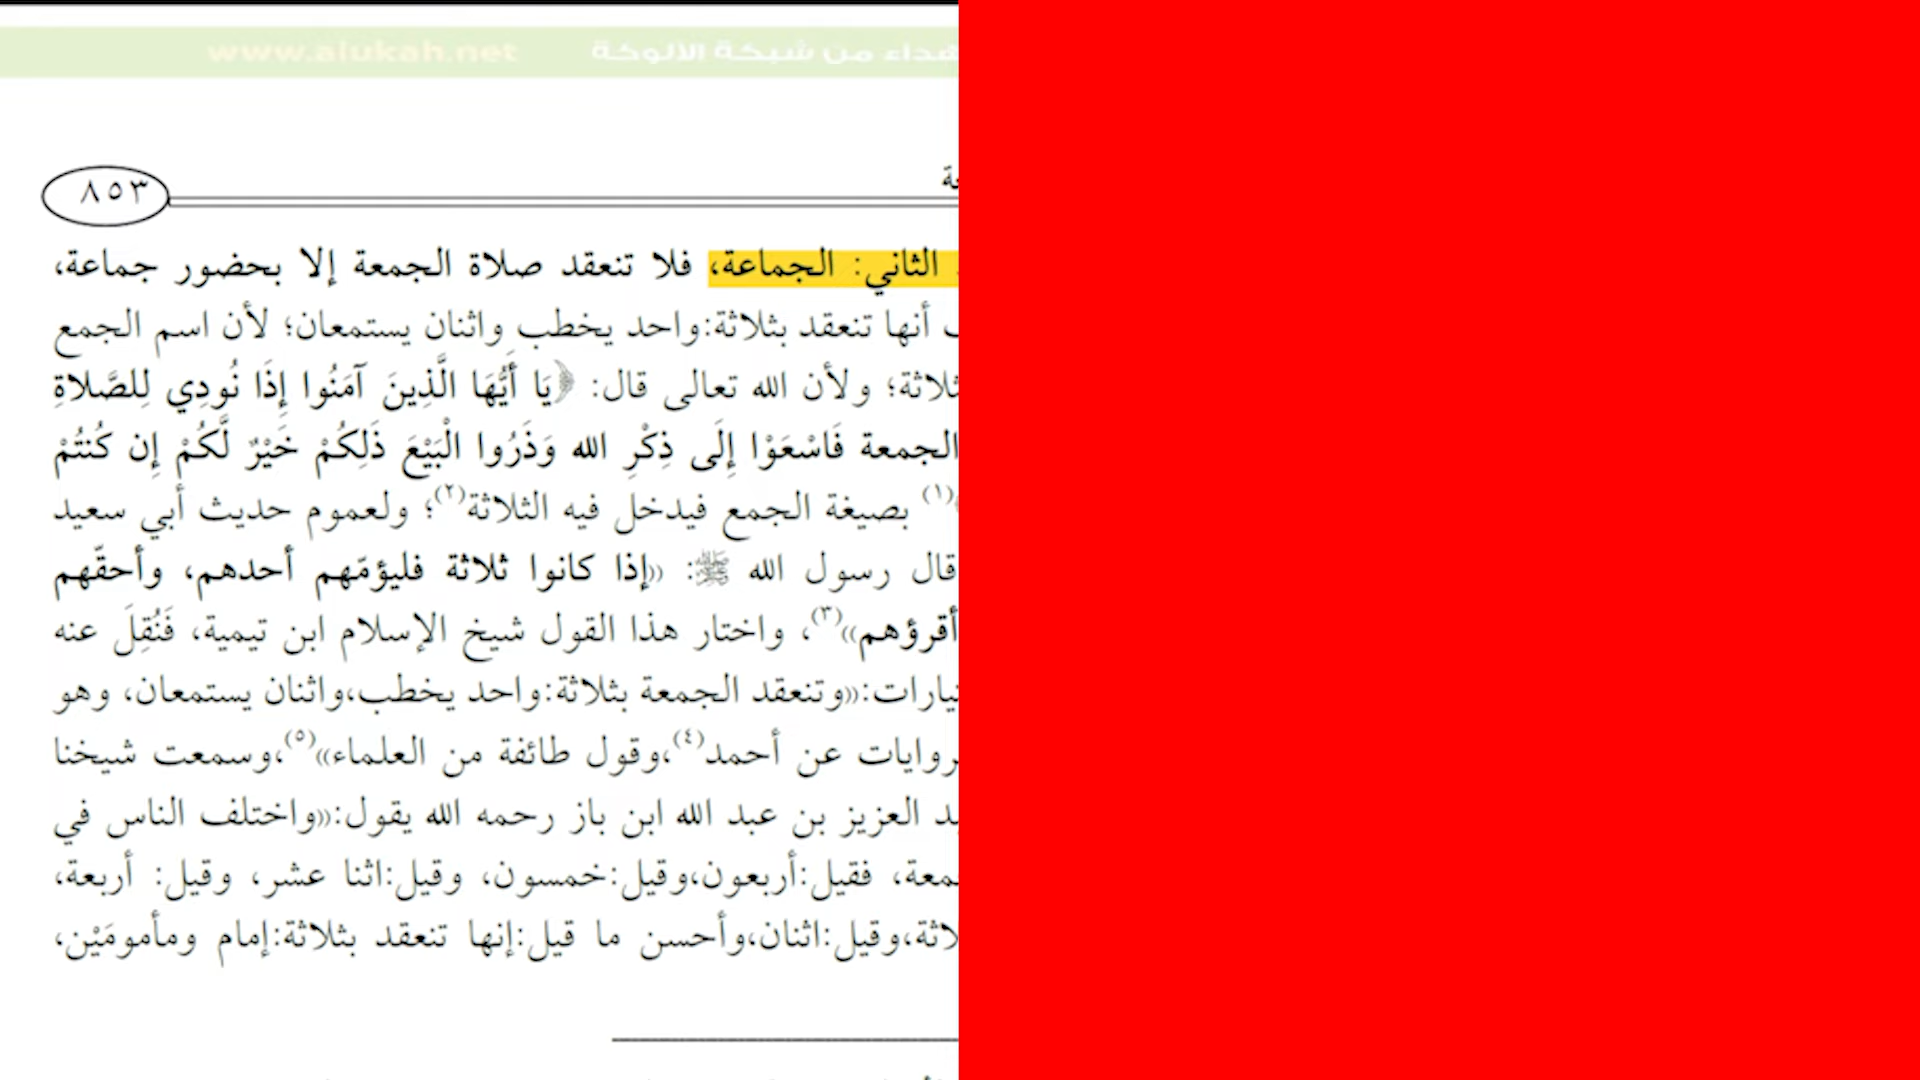 هداء من شبكة الألوكة www.alukah.net
٨٥٣
الثاني: الجماعة، فلا تنعقد صلاة الجمعة إلا بحضور جماعة،
أنها تنعقد بثلاثة:واحد يخطب واثنان يستمعان؛ لأن اسم الجمع
ثلاثة؛ ولأن الله تعالى قال: ﴿يَا أَيُّهَا الَّذِينَ آمَنُوا إِذَا نُودِي لِلصَّلاةِ
الجمعة فَاسْعَوْا إِلَى ذِكْرِ الله وَذَرُوا الْبَيْعَ ذَلِكُمْ خَيْرٌ لَّكُمْ إِن كُنتُمْ
(١) بصيغة الجمع فيدخل فيه الثلاثة(٢)؛ ولعموم حديث أبي سعيد
قال رسول الله ﷺ: ((إذا كانوا ثلاثة فليؤمّهم أحدهم، وأحقّهم
أقرؤهم))(٣)، واختار هذا القول شيخ الإسلام ابن تيمية، فَنُقِلَ عنه
يارات:((وتنعقد الجمعة بثلاثة:واحد يخطب،واثنان يستمعان، وهو
روايات عن أحمد(٤)،وقول طائفة من العلماء))(٥)،وسمعت شيخنا
د العزيز بن عبد الله ابن باز رحمه الله يقول:((واختلف الناس في
معة، فقيل:أربعون،وقيل:خمسون، وقيل:اثنا عشر، وقيل: أربعة،
لاثة،وقيل:اثنان،وأحسن ما قيل:إنها تنعقد بثلاثة:إمام ومأمومَيْن،